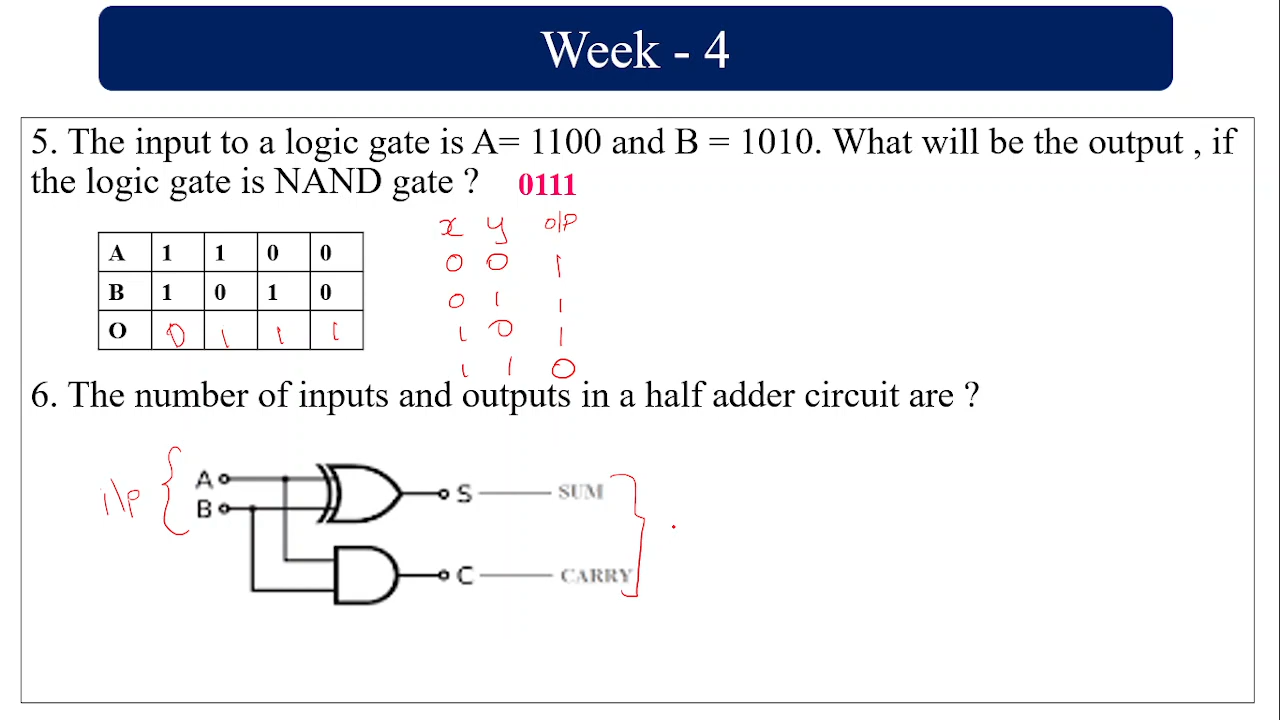 Week - 4
5. The input to a logic gate is A= 1100 and B = 1010. What will be the output , if
the logic gate is NAND gate ? 0111
x y o/p
A 1 1 0 0
0 0 1
B 1 0 1 0
0 1 1
O 0 1 1 1
1 0 1
1 1 0
6. The number of inputs and outputs in a half adder circuit are ?
A
S SUM
i\p
B
C CARRY